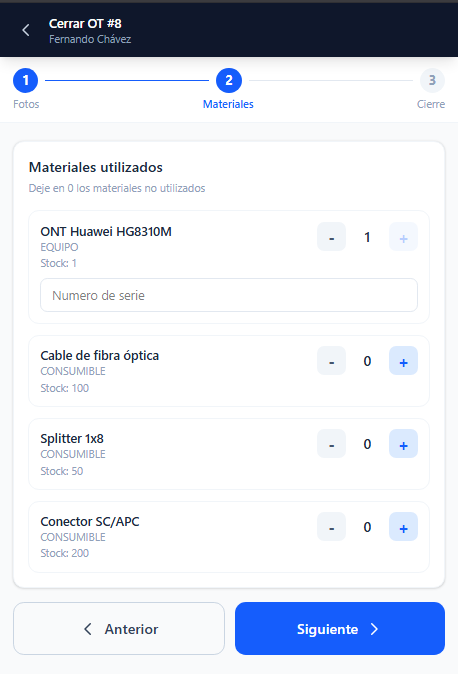 Cerrar OT #8
Fernando Chávez
1
2
3
Fotos
Materiales
Cierre
Materiales utilizados
Deje en 0 los materiales no utilizados
ONT Huawei HG8310M
- 1 +
EQUIPO
Stock: 1
Numero de serie
Cable de fibra óptica
- 0 +
CONSUMIBLE
Stock: 100
Splitter 1x8
- 0 +
CONSUMIBLE
Stock: 50
Conector SC/APC
- 0 +
CONSUMIBLE
Stock: 200
Anterior
Siguiente